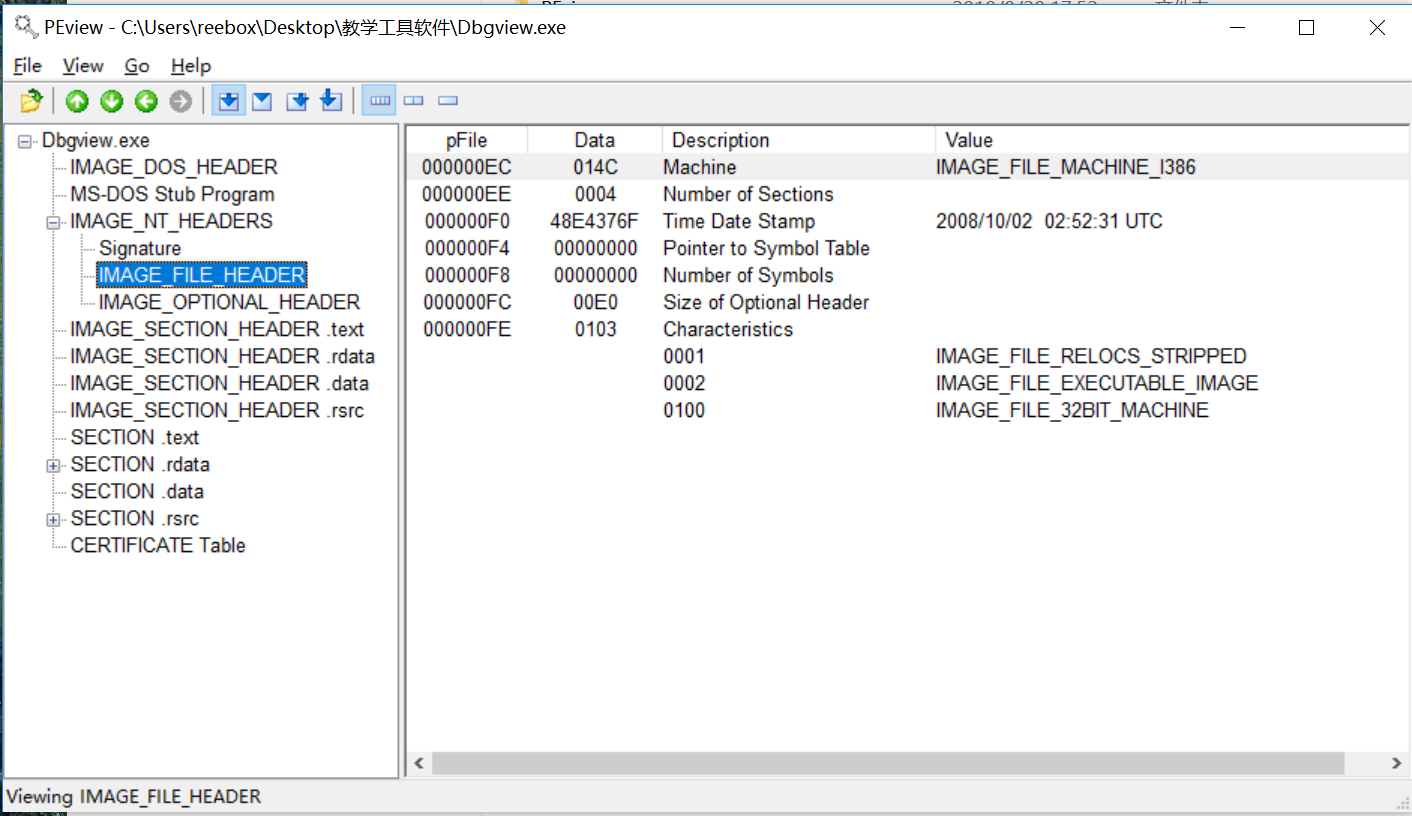 PEview - C:\Users\reebox\Desktop\教学工具软件\Dbgview.exe
File View Go Help
Dbgview.exe
IMAGE_DOS_HEADER
MS-DOS Stub Program
IMAGE_NT_HEADERS
Signature
IMAGE_FILE_HEADER
IMAGE_OPTIONAL_HEADER
IMAGE_SECTION_HEADER .text
IMAGE_SECTION_HEADER .rdata
IMAGE_SECTION_HEADER .data
IMAGE_SECTION_HEADER .rsrc
SECTION .text
SECTION .rdata
SECTION .data
SECTION .rsrc
CERTIFICATE Table
pFile Data Description Value
000000EC 014C Machine IMAGE_FILE_MACHINE_I386
000000EE 0004 Number of Sections
000000F0 48E4376F Time Date Stamp 2008/10/02 02:52:31 UTC
000000F4 00000000 Pointer to Symbol Table
000000F8 00000000 Number of Symbols
000000FC 00E0 Size of Optional Header
000000FE 0103 Characteristics
0001 IMAGE_FILE_RELOCS_STRIPPED
0002 IMAGE_FILE_EXECUTABLE_IMAGE
0100 IMAGE_FILE_32BIT_MACHINE
Viewing IMAGE_FILE_HEADER